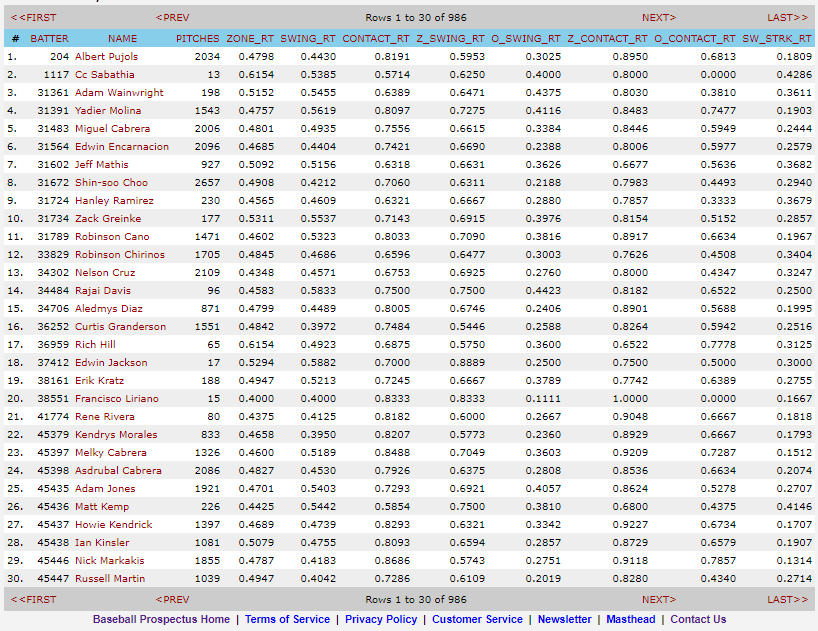 <<FIRST <PREV Rows 1 to 30 of 986 NEXT> LAST>>
# BATTER NAME PITCHES ZONE_RT SWING_RT CONTACT_RT Z_SWING_RT O_SWING_RT Z_CONTACT_RT O_CONTACT_RT SW_STRK_RT
1. 204 Albert Pujols 2034 0.4798 0.4430 0.8191 0.5953 0.3025 0.8950 0.6813 0.1809
2. 1117 Cc Sabathia 13 0.6154 0.5385 0.5714 0.6250 0.4000 0.8000 0.0000 0.4286
3. 31361 Adam Wainwright 198 0.5152 0.5455 0.6389 0.6471 0.4375 0.8030 0.3810 0.3611
4. 31391 Yadier Molina 1543 0.4757 0.5619 0.8097 0.7275 0.4116 0.8483 0.7477 0.1903
5. 31483 Miguel Cabrera 2006 0.4801 0.4935 0.7556 0.6615 0.3384 0.8446 0.5949 0.2444
6. 31564 Edwin Encarnacion 2096 0.4685 0.4404 0.7421 0.6690 0.2388 0.8006 0.5977 0.2579
7. 31602 Jeff Mathis 927 0.5092 0.5156 0.6318 0.6631 0.3626 0.6677 0.5636 0.3682
8. 31672 Shin-soo Choo 2657 0.4908 0.4212 0.7060 0.6311 0.2188 0.7983 0.4493 0.2940
9. 31724 Hanley Ramirez 230 0.4565 0.4609 0.6321 0.6667 0.2880 0.7857 0.3333 0.3679
10. 31734 Zack Greinke 177 0.5311 0.5537 0.7143 0.6915 0.3976 0.8154 0.5152 0.2857
11. 31789 Robinson Cano 1471 0.4602 0.5323 0.8033 0.7090 0.3816 0.8917 0.6634 0.1967
12. 33829 Robinson Chirinos 1705 0.4845 0.4686 0.6596 0.6477 0.3003 0.7626 0.4508 0.3404
13. 34302 Nelson Cruz 2109 0.4348 0.4571 0.6753 0.6925 0.2760 0.8000 0.4347 0.3247
14. 34484 Rajai Davis 96 0.4583 0.5833 0.7500 0.7500 0.4423 0.8182 0.6522 0.2500
15. 34706 Aledmys Diaz 871 0.4799 0.4489 0.8005 0.6746 0.2406 0.8901 0.5688 0.1995
16. 36252 Curtis Granderson 1551 0.4842 0.3972 0.7484 0.5446 0.2588 0.8264 0.5942 0.2516
17. 36959 Rich Hill 65 0.6154 0.4923 0.6875 0.5750 0.3600 0.6522 0.7778 0.3125
18. 37412 Edwin Jackson 17 0.5294 0.5882 0.7000 0.8889 0.2500 0.7500 0.5000 0.3000
19. 38161 Erik Kratz 188 0.4947 0.5213 0.7245 0.6667 0.3789 0.7742 0.6389 0.2755
20. 38551 Francisco Liriano 15 0.4000 0.4000 0.8333 0.8333 0.1111 1.0000 0.0000 0.1667
21. 41774 Rene Rivera 80 0.4375 0.4125 0.8182 0.6000 0.2667 0.9048 0.6667 0.1818
22. 45379 Kendrys Morales 833 0.4658 0.3950 0.8207 0.5773 0.2360 0.8929 0.6667 0.1793
23. 45397 Melky Cabrera 1326 0.4600 0.5189 0.8488 0.7049 0.3603 0.9209 0.7287 0.1512
24. 45398 Asdrubal Cabrera 2086 0.4827 0.4530 0.7926 0.6375 0.2808 0.8536 0.6634 0.2074
25. 45435 Adam Jones 1921 0.4701 0.5403 0.7293 0.6921 0.4057 0.8624 0.5278 0.2707
26. 45436 Matt Kemp 226 0.4425 0.5442 0.5854 0.7500 0.3810 0.6800 0.4375 0.4146
27. 45437 Howie Kendrick 1397 0.4689 0.4739 0.8293 0.6321 0.3342 0.9227 0.6734 0.1707
28. 45438 Ian Kinsler 1081 0.5079 0.4755 0.8093 0.6594 0.2857 0.8729 0.6579 0.1907
29. 45446 Nick Markakis 1855 0.4787 0.4183 0.8686 0.5743 0.2751 0.9118 0.7857 0.1314
30. 45447 Russell Martin 1039 0.4947 0.4042 0.7286 0.6109 0.2019 0.8280 0.4340 0.2714
<<FIRST <PREV Rows 1 to 30 of 986 NEXT> LAST>>
Baseball Prospectus Home | Terms of Service | Privacy Policy | Customer Service | Newsletter | Masthead | Contact Us